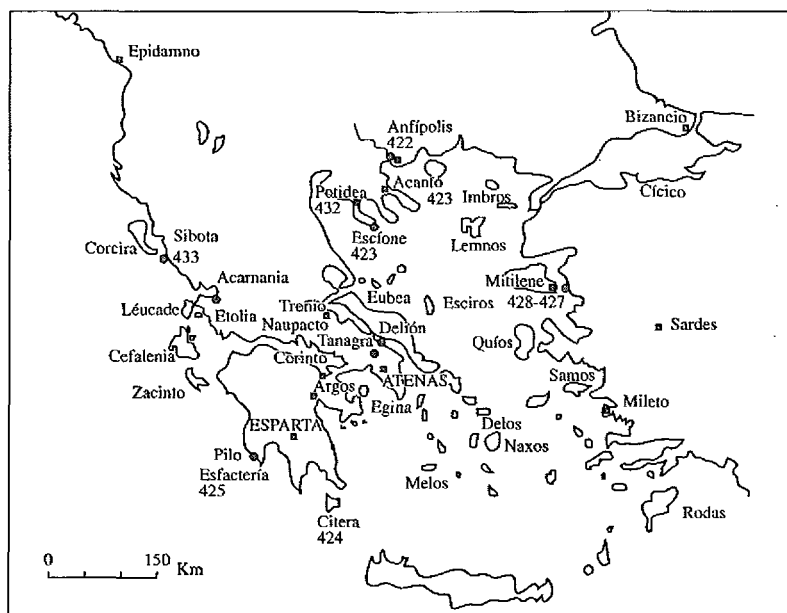 Epidamno
Bizancio
Anfípolis
422
Acanto
423
Potidea
432
Imbros
Cícico
Escíone
423
Lemnos
Corcira
Sibota
433
Acarnania
Eubea
Esciros
Mitilene
428-427
Léucade
Etolia
Treñio
Naupacto
Delión
Tanagra
Quíos
Sardes
Cefalenia
Corinto
ATENAS
Samos
Zacinto
Argos
Egina
Mileto
ESPARTA
Delos
Naxos
Pilo
Esfactería
425
Melos
Rodas
Citera
424
0 150
Km